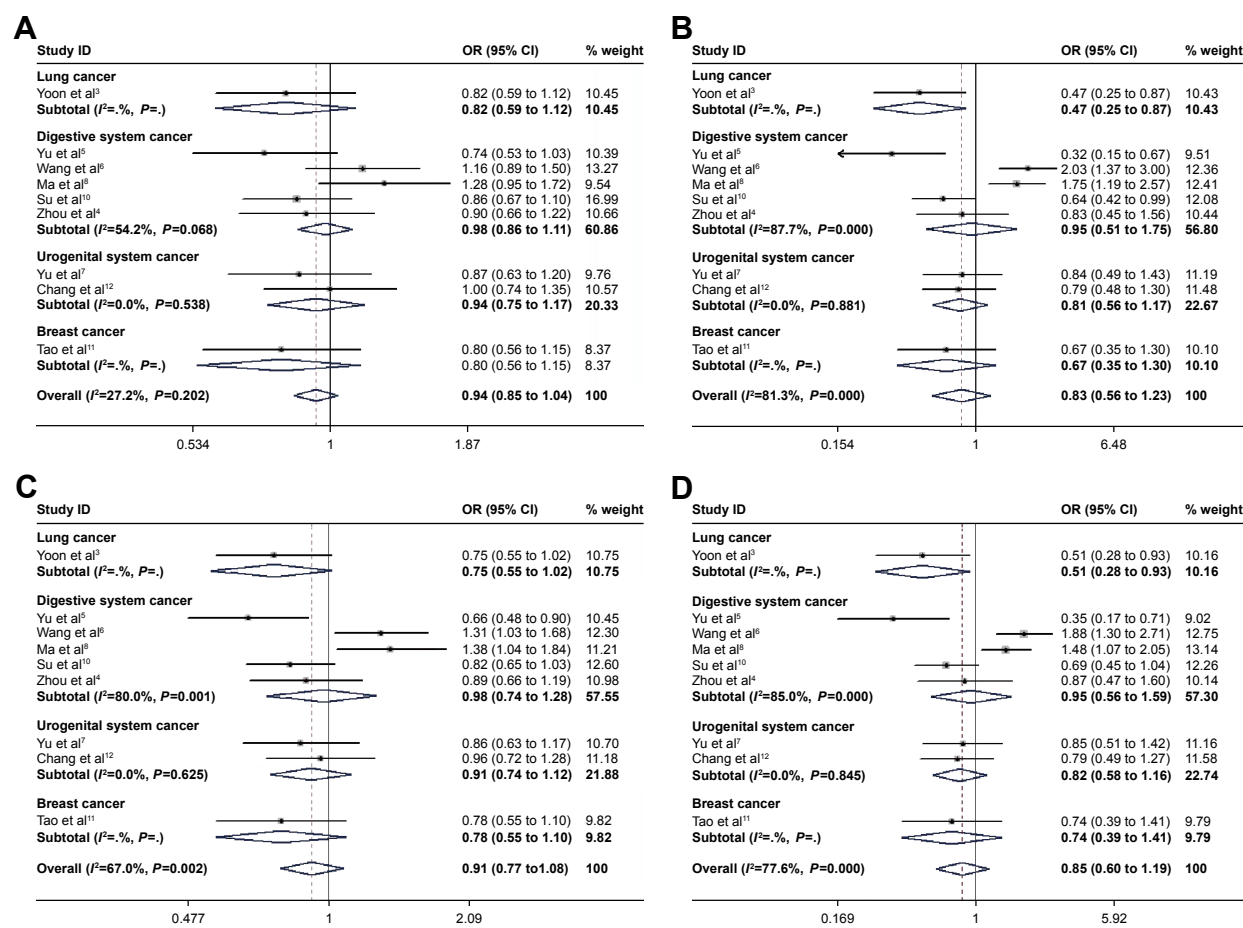 A
Study ID OR (95% CI) % weight
Lung cancer
Yoon et al³ 0.82 (0.59 to 1.12) 10.45
Subtotal (I²=.%, P=.) 0.82 (0.59 to 1.12) 10.45
Digestive system cancer
Yu et al⁵ 0.74 (0.53 to 1.03) 10.39
Wang et al⁶ 1.16 (0.89 to 1.50) 13.27
Ma et al⁸ 1.28 (0.95 to 1.72) 9.54
Su et al¹⁰ 0.86 (0.67 to 1.10) 16.99
Zhou et al⁴ 0.90 (0.66 to 1.22) 10.66
Subtotal (I²=54.2%, P=0.068) 0.98 (0.86 to 1.11) 60.86
Urogenital system cancer
Yu et al⁷ 0.87 (0.63 to 1.20) 9.76
Chang et al¹² 1.00 (0.74 to 1.35) 10.57
Subtotal (I²=0.0%, P=0.538) 0.94 (0.75 to 1.17) 20.33
Breast cancer
Tao et al¹¹ 0.80 (0.56 to 1.15) 8.37
Subtotal (I²=.%, P=.) 0.80 (0.56 to 1.15) 8.37
Overall (I²=27.2%, P=0.202) 0.94 (0.85 to 1.04) 100
0.534 1 1.87
B
Study ID OR (95% CI) % weight
Lung cancer
Yoon et al³ 0.47 (0.25 to 0.87) 10.43
Subtotal (I²=.%, P=.) 0.47 (0.25 to 0.87) 10.43
Digestive system cancer
Yu et al⁵ 0.32 (0.15 to 0.67) 9.51
Wang et al⁶ 2.03 (1.37 to 3.00) 12.36
Ma et al⁸ 1.75 (1.19 to 2.57) 12.41
Su et al¹⁰ 0.64 (0.42 to 0.99) 12.08
Zhou et al⁴ 0.83 (0.45 to 1.56) 10.44
Subtotal (I²=87.7%, P=0.000) 0.95 (0.51 to 1.75) 56.80
Urogenital system cancer
Yu et al⁷ 0.84 (0.49 to 1.43) 11.19
Chang et al¹² 0.79 (0.48 to 1.30) 11.48
Subtotal (I²=0.0%, P=0.881) 0.81 (0.56 to 1.17) 22.67
Breast cancer
Tao et al¹¹ 0.67 (0.35 to 1.30) 10.10
Subtotal (I²=.%, P=.) 0.67 (0.35 to 1.30) 10.10
Overall (I²=81.3%, P=0.000) 0.83 (0.56 to 1.23) 100
0.154 1 6.48
C
Study ID OR (95% CI) % weight
Lung cancer
Yoon et al³ 0.75 (0.55 to 1.02) 10.75
Subtotal (I²=.%, P=.) 0.75 (0.55 to 1.02) 10.75
Digestive system cancer
Yu et al⁵ 0.66 (0.48 to 0.90) 10.45
Wang et al⁶ 1.31 (1.03 to 1.68) 12.30
Ma et al⁸ 1.38 (1.04 to 1.84) 11.21
Su et al¹⁰ 0.82 (0.65 to 1.03) 12.60
Zhou et al⁴ 0.89 (0.66 to 1.19) 10.98
Subtotal (I²=80.0%, P=0.001) 0.98 (0.74 to 1.28) 57.55
Urogenital system cancer
Yu et al⁷ 0.86 (0.63 to 1.17) 10.70
Chang et al¹² 0.96 (0.72 to 1.28) 11.18
Subtotal (I²=0.0%, P=0.625) 0.91 (0.74 to 1.12) 21.88
Breast cancer
Tao et al¹¹ 0.78 (0.55 to 1.10) 9.82
Subtotal (I²=.%, P=.) 0.78 (0.55 to 1.10) 9.82
Overall (I²=67.0%, P=0.002) 0.91 (0.77 to1.08) 100
0.477 1 2.09
D
Study ID OR (95% CI) % weight
Lung cancer
Yoon et al³ 0.51 (0.28 to 0.93) 10.16
Subtotal (I²=.%, P=.) 0.51 (0.28 to 0.93) 10.16
Digestive system cancer
Yu et al⁵ 0.35 (0.17 to 0.71) 9.02
Wang et al⁶ 1.88 (1.30 to 2.71) 12.75
Ma et al⁸ 1.48 (1.07 to 2.05) 13.14
Su et al¹⁰ 0.69 (0.45 to 1.04) 12.26
Zhou et al⁴ 0.87 (0.47 to 1.60) 10.14
Subtotal (I²=85.0%, P=0.000) 0.95 (0.56 to 1.59) 57.30
Urogenital system cancer
Yu et al⁷ 0.85 (0.51 to 1.42) 11.16
Chang et al¹² 0.79 (0.49 to 1.27) 11.58
Subtotal (I²=0.0%, P=0.845) 0.82 (0.58 to 1.16) 22.74
Breast cancer
Tao et al¹¹ 0.74 (0.39 to 1.41) 9.79
Subtotal (I²=.%, P=.) 0.74 (0.39 to 1.41) 9.79
Overall (I²=77.6%, P=0.000) 0.85 (0.60 to 1.19) 100
0.169 1 5.92